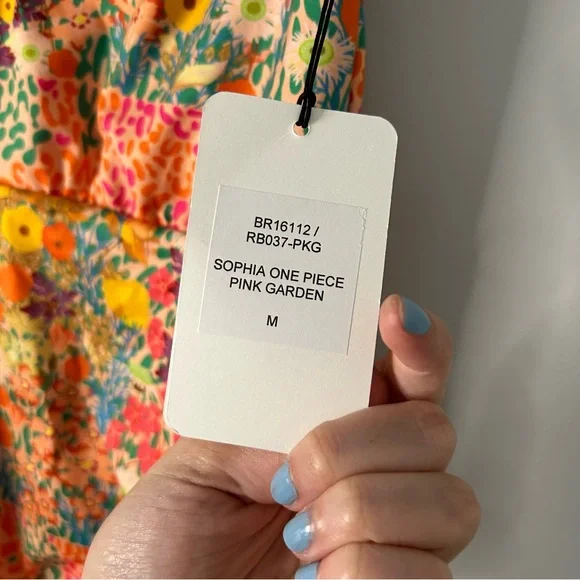 BR16112 /
RB037-PKG
SOPHIA ONE PIECE
PINK GARDEN
M